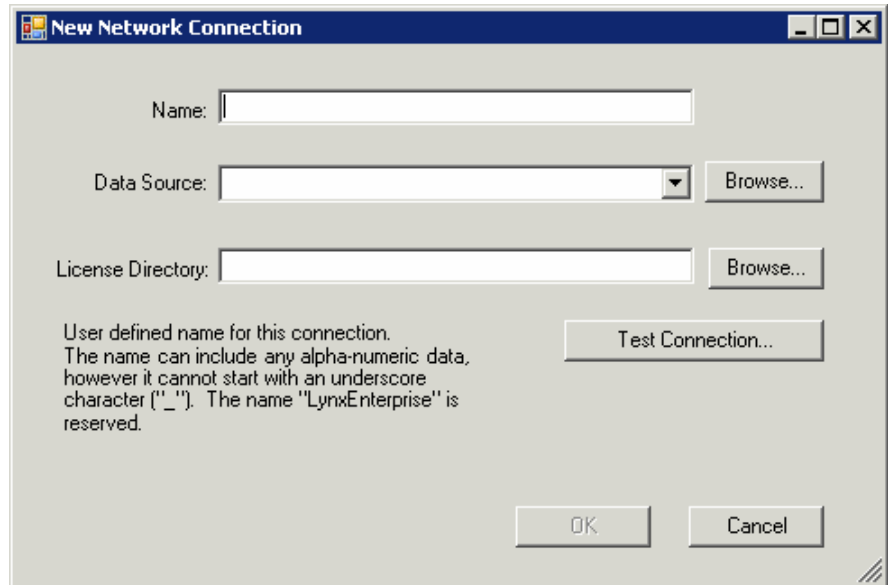 New Network Connection
Name:
Data Source:
Browse...
License Directory:
Browse...
User defined name for this connection.
The name can include any alpha-numeric data,
however it cannot start with an underscore
character ("_").  The name "LynxEnterprise" is
reserved.
Test Connection...
OK
Cancel